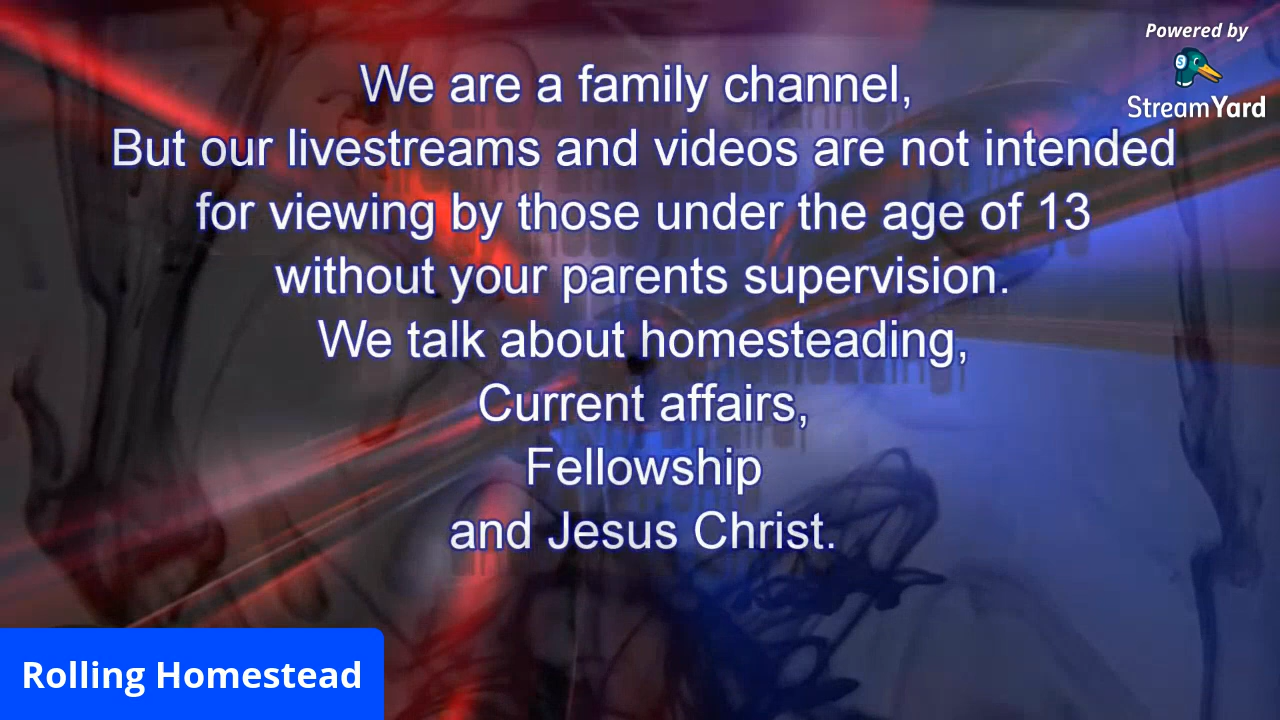 Powered by
StreamYard
We are a family channel,
But our livestreams and videos are not intended
for viewing by those under the age of 13
without your parents supervision.
We talk about homesteading,
Current affairs,
Fellowship
and Jesus Christ.
Rolling Homestead